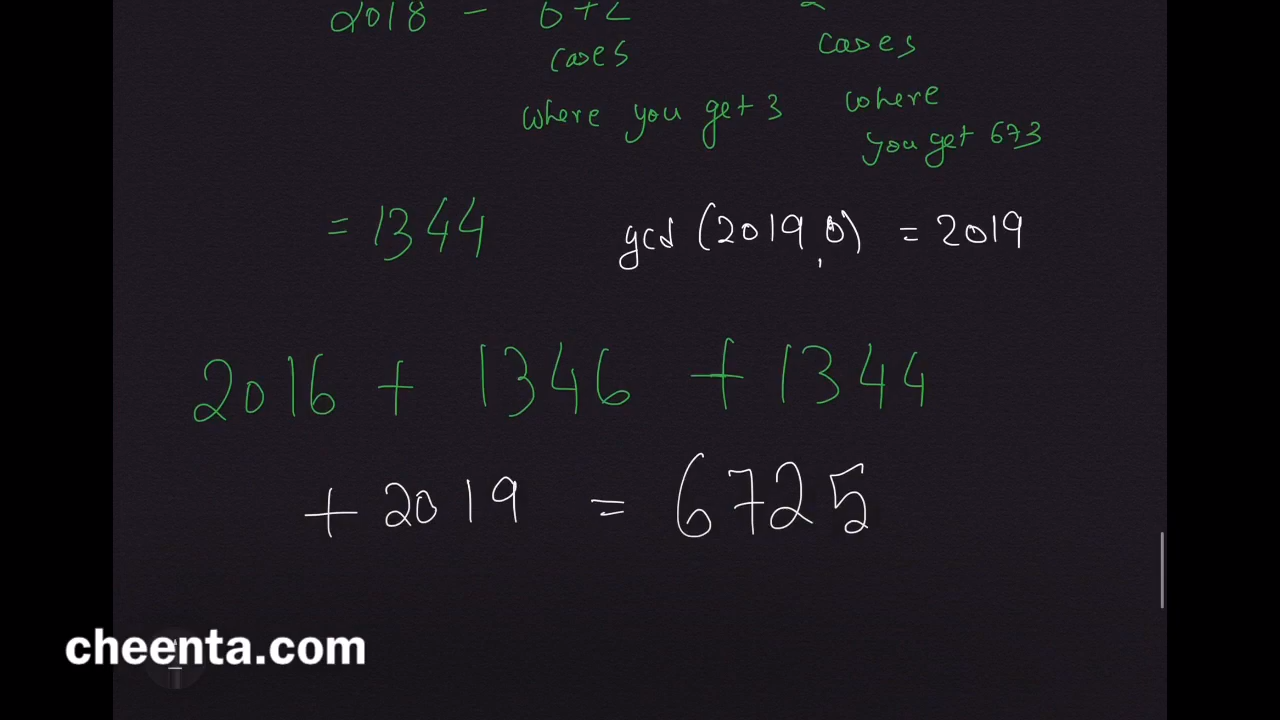 2018 - 672 2
cases cases
where you get 3 where
you get 673
= 1344 gcd (2019, 0) = 2019
2016 + 1346 + 1344
+ 2019 = 6725
cheenta.com